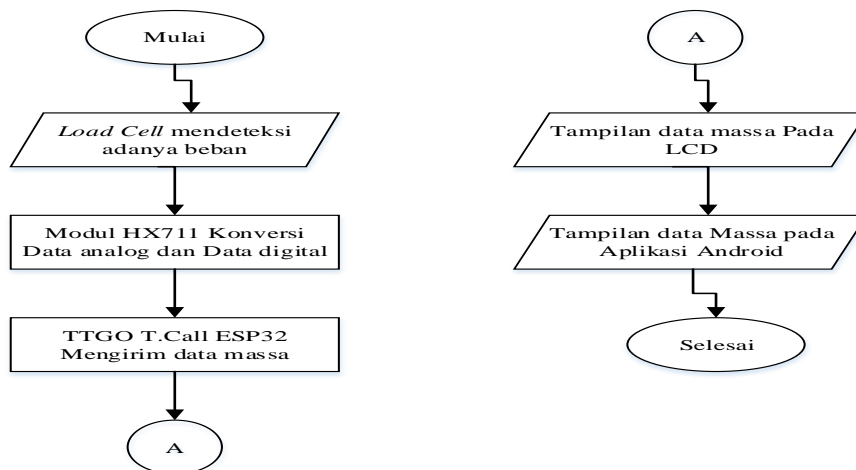 Mulai
Load Cell mendeteksi
adanya beban
Modul HX711 Konversi
Data analog dan Data digital
TTGO T.Call ESP32
Mengirim data massa
A
A
Tampilan data massa Pada
LCD
Tampilan data Massa pada
Aplikasi Android
Selesai